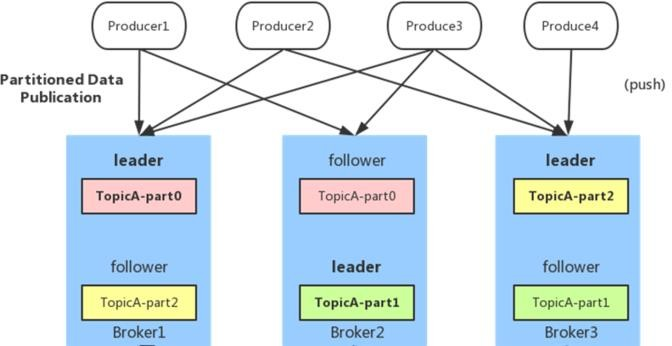 Producer1
Producer2
Produce3
Produce4
Partitioned Data
Publication
(push)
leader
follower
leader
TopicA-part0
TopicA-part0
TopicA-part2
follower
leader
follower
TopicA-part2
TopicA-part1
TopicA-part1
Broker1
Broker2
Broker3